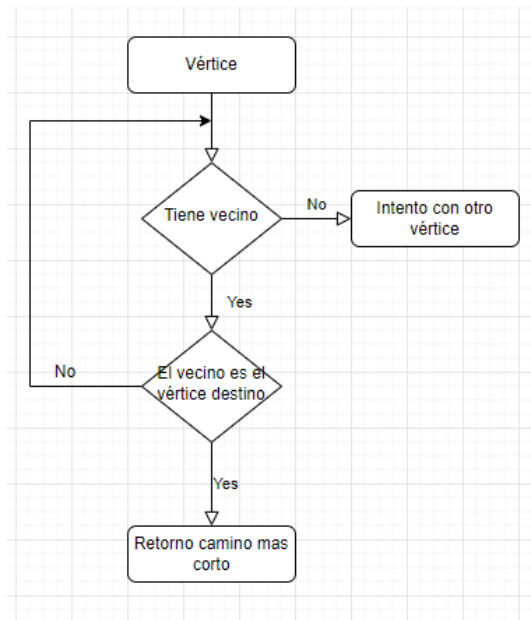 Vértice
Tiene vecino
No
Intento con otro
vértice
Yes
El vecino es el
vértice destino
No
Yes
Retorno camino mas
corto